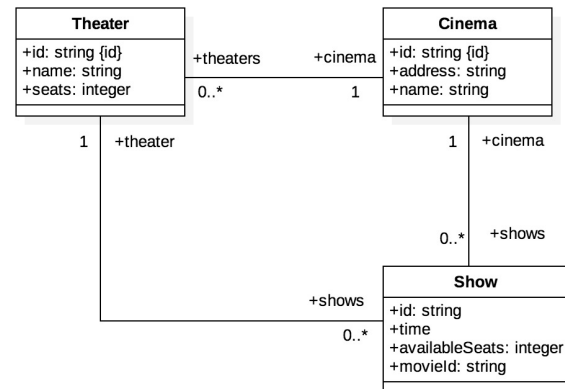 Theater
+id: string {id}
+name: string
+seats: integer
Cinema
+id: string {id}
+address: string
+name: string
+theaters
+cinema
0..*
1
1
+theater
1
+cinema
0..*
+shows
+shows
0..*
Show
+id: string
+time
+availableSeats: integer
+movieId: string